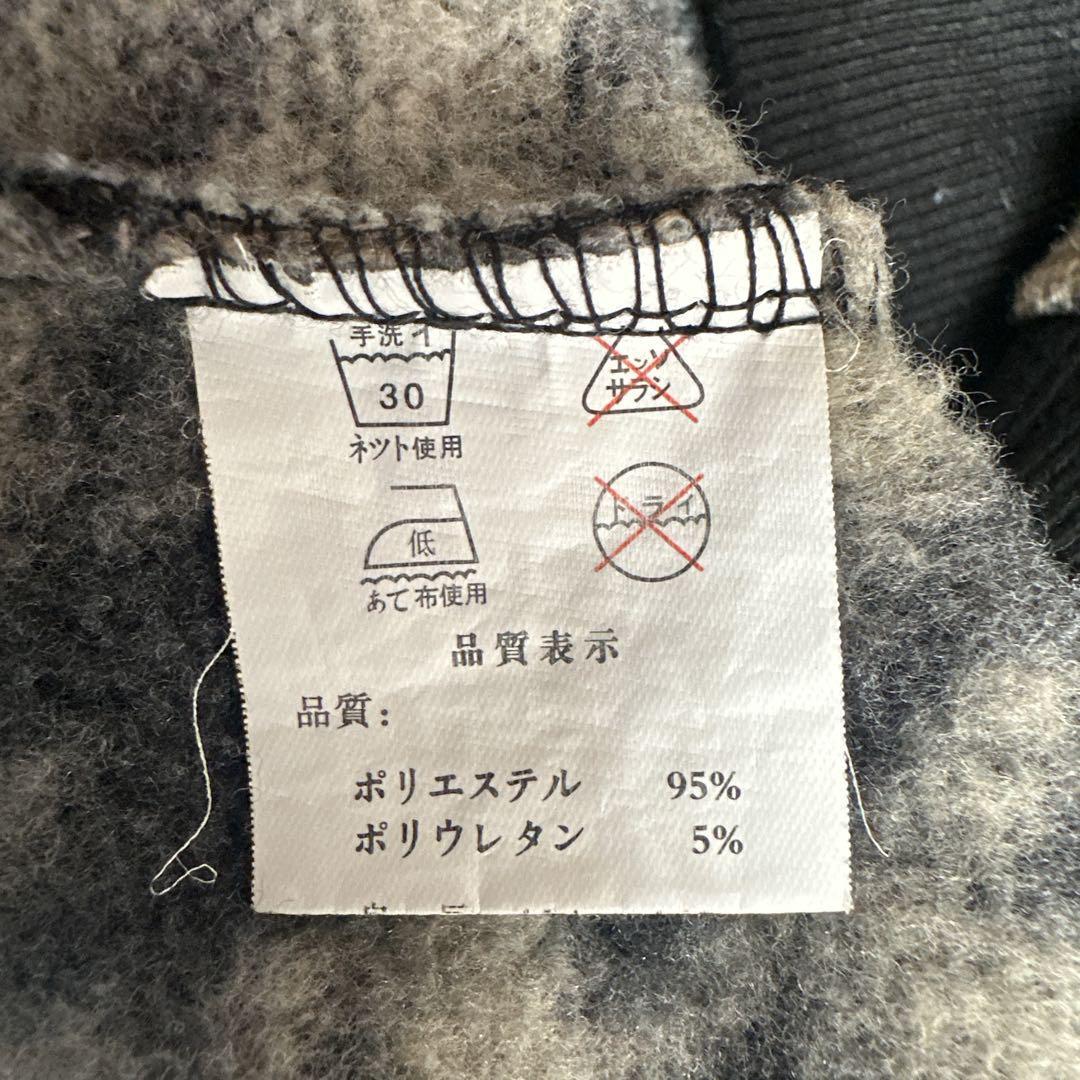 手洗イ
30
ネット使用
エンソ
サラシ
低
あて布使用
ドライ
品質表示
品質:
ポリエステル 95%
ポリウレタン 5%